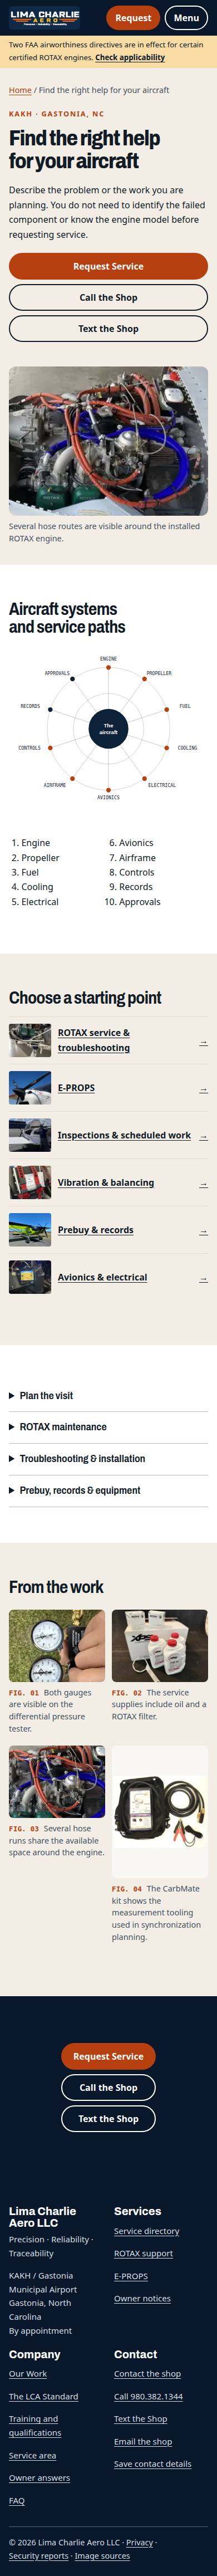 LIMA CHARLIE
AERO
Request
Menu
Two FAA airworthiness directives are in effect for certain
certified ROTAX engines. Check applicability
Home / Find the right help for your aircraft
KAKH · GASTONIA, NC
Find the right help
for your aircraft
Describe the problem or the work you are
planning. You do not need to identify the failed
component or know the engine model before
requesting service.
Request Service
Call the Shop
Text the Shop
Several hose routes are visible around the installed
ROTAX engine.
Aircraft systems
and service paths
ENGINE
APPROVALS
PROPELLER
RECORDS
FUEL
The
aircraft
CONTROLS
COOLING
AIRFRAME
ELECTRICAL
AVIONICS
1. Engine
2. Propeller
3. Fuel
4. Cooling
5. Electrical
6. Avionics
7. Airframe
8. Controls
9. Records
10. Approvals
Choose a starting point
ROTAX service &
troubleshooting →
E-PROPS →
Inspections & scheduled work →
Vibration & balancing →
Prebuy & records →
Avionics & electrical →
Plan the visit
ROTAX maintenance
Troubleshooting & installation
Prebuy, records & equipment
From the work
FIG. 01 Both gauges
are visible on the
differential pressure
tester.
FIG. 02 The service
supplies include oil and a
ROTAX filter.
FIG. 03 Several hose
runs share the available
space around the engine.
FIG. 04 The CarbMate
kit shows the
measurement tooling
used in synchronization
planning.
Request Service
Call the Shop
Text the Shop
Lima Charlie
Aero LLC
Precision · Reliability ·
Traceability
KAKH / Gastonia
Municipal Airport
Gastonia, North
Carolina
By appointment
Services
Service directory
ROTAX support
E-PROPS
Owner notices
Company
Our Work
The LCA Standard
Training and
qualifications
Service area
Owner answers
FAQ
Contact
Contact the shop
Call 980.382.1344
Text the Shop
Email the shop
Save contact details
© 2026 Lima Charlie Aero LLC · Privacy ·
Security reports · Image sources